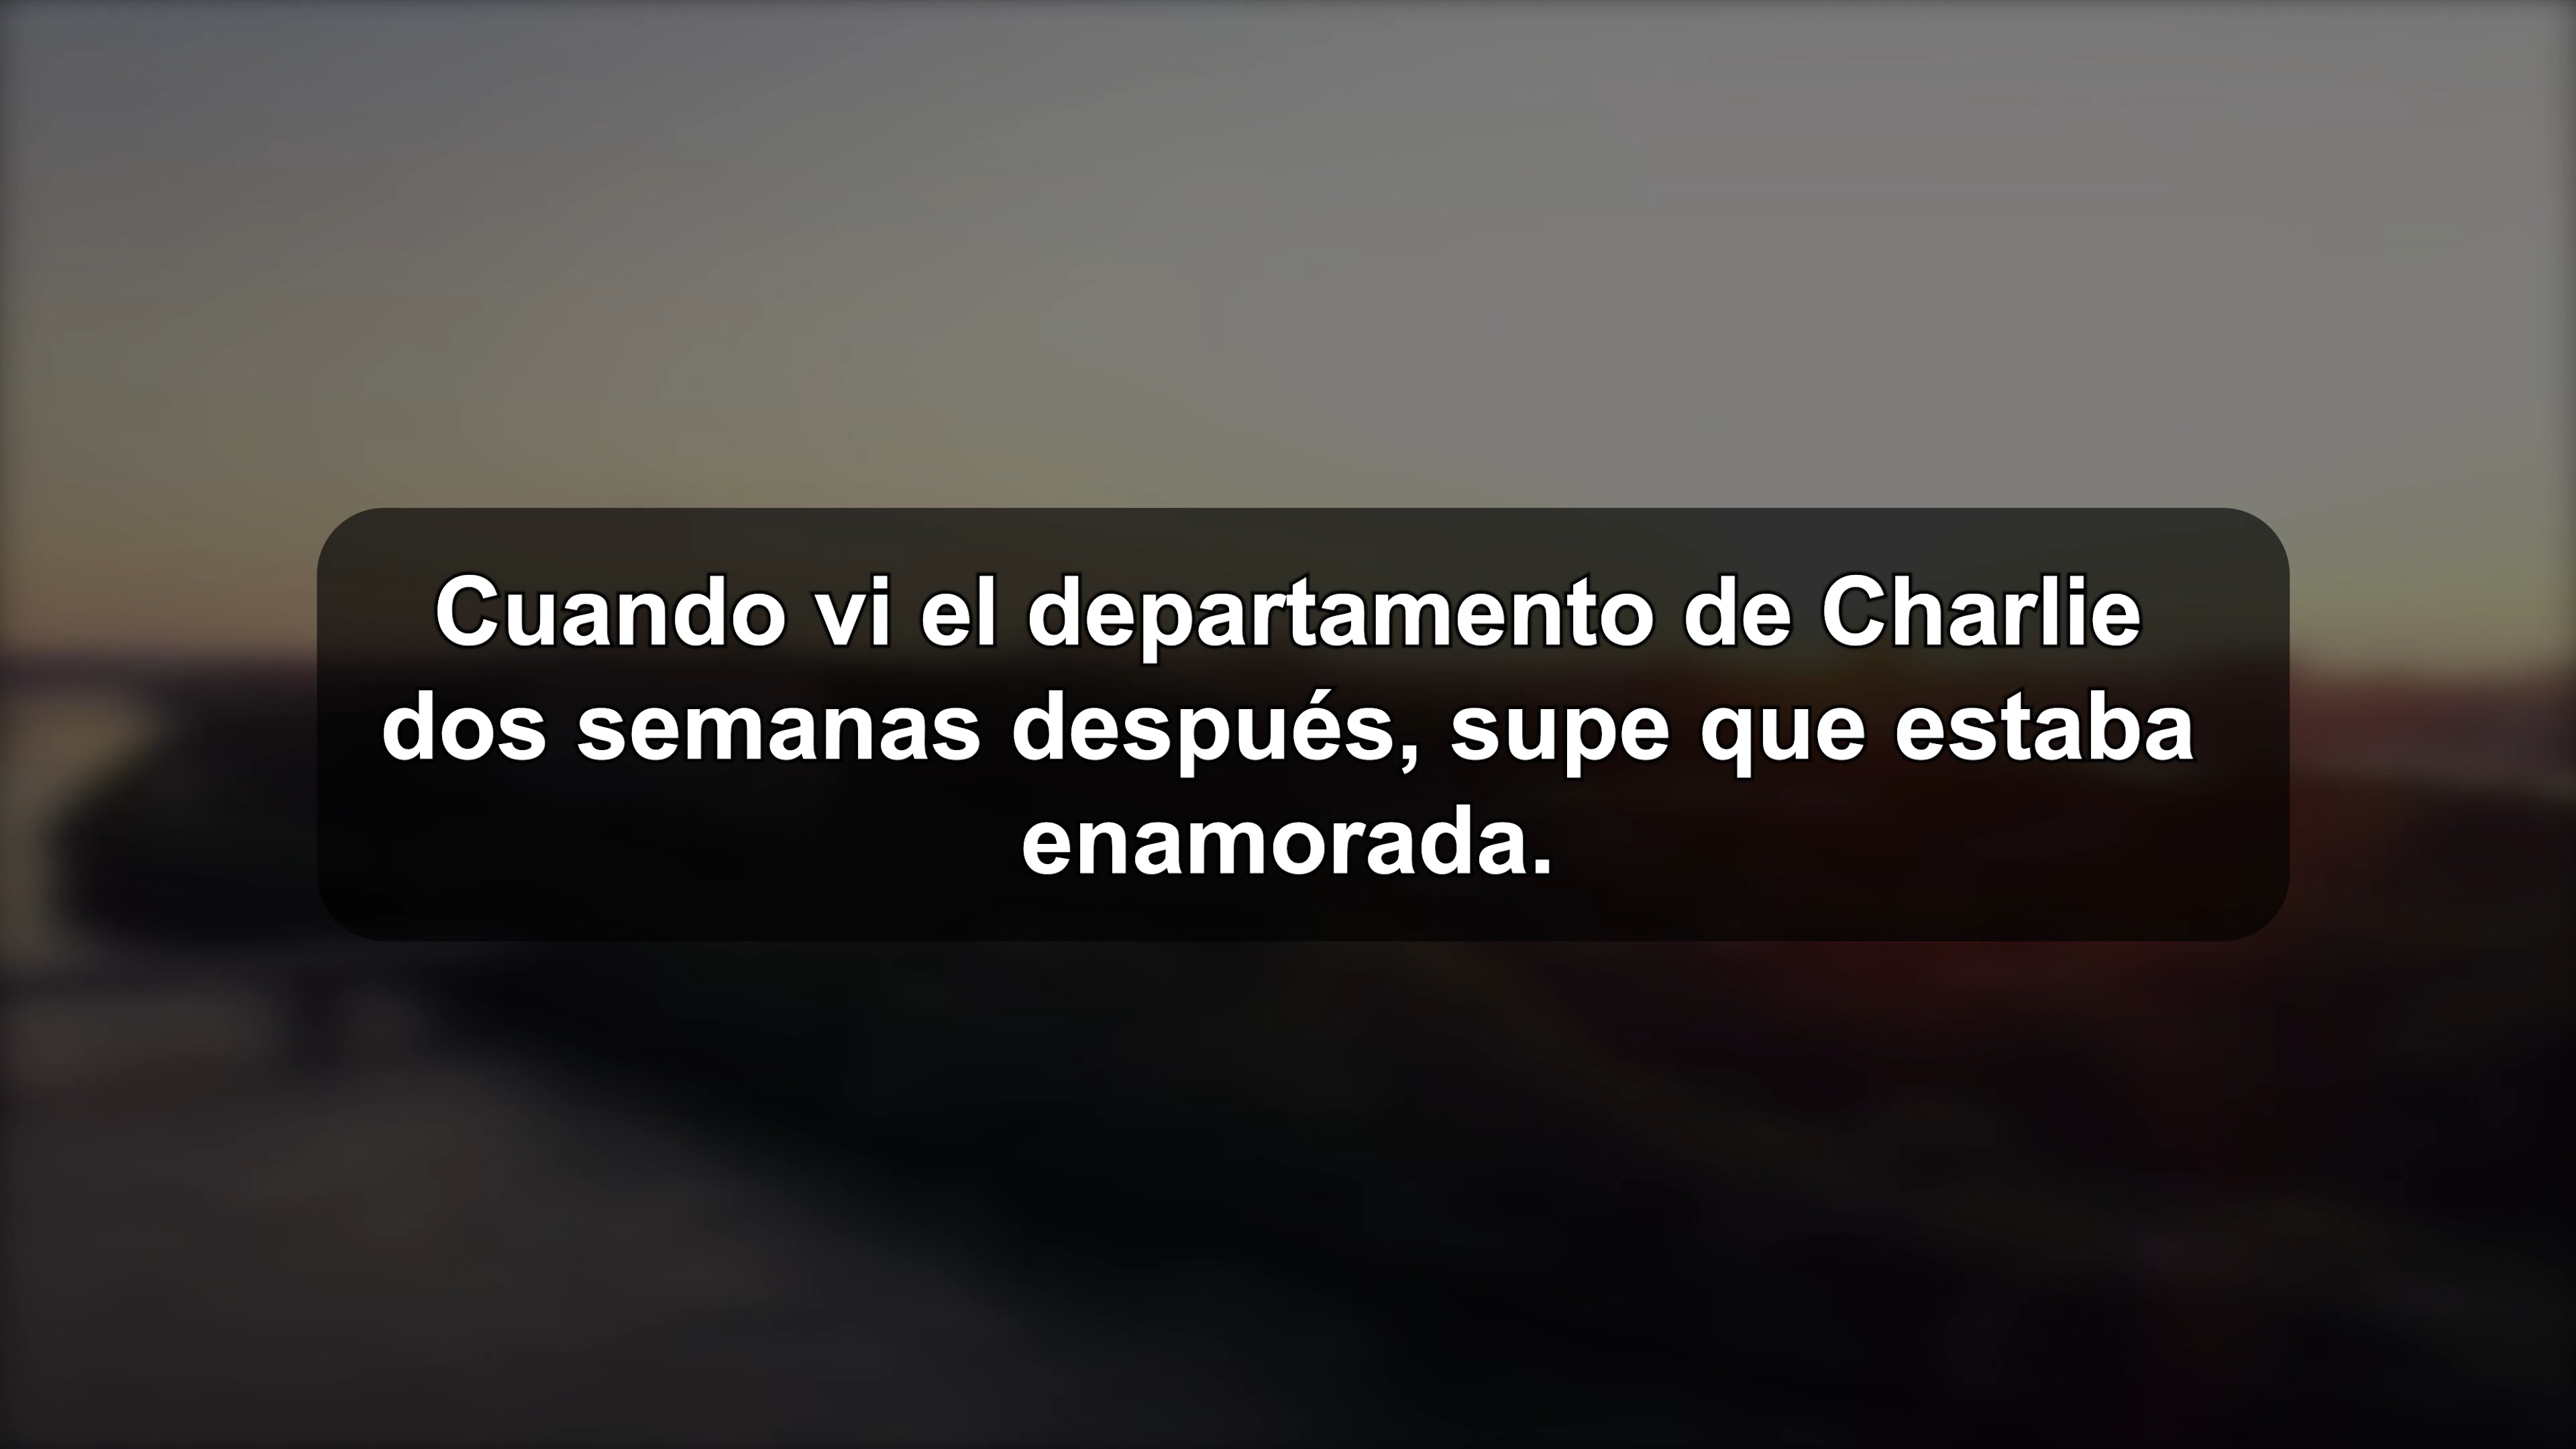 Cuando vi el departamento de Charlie
dos semanas después, supe que estaba
enamorada.